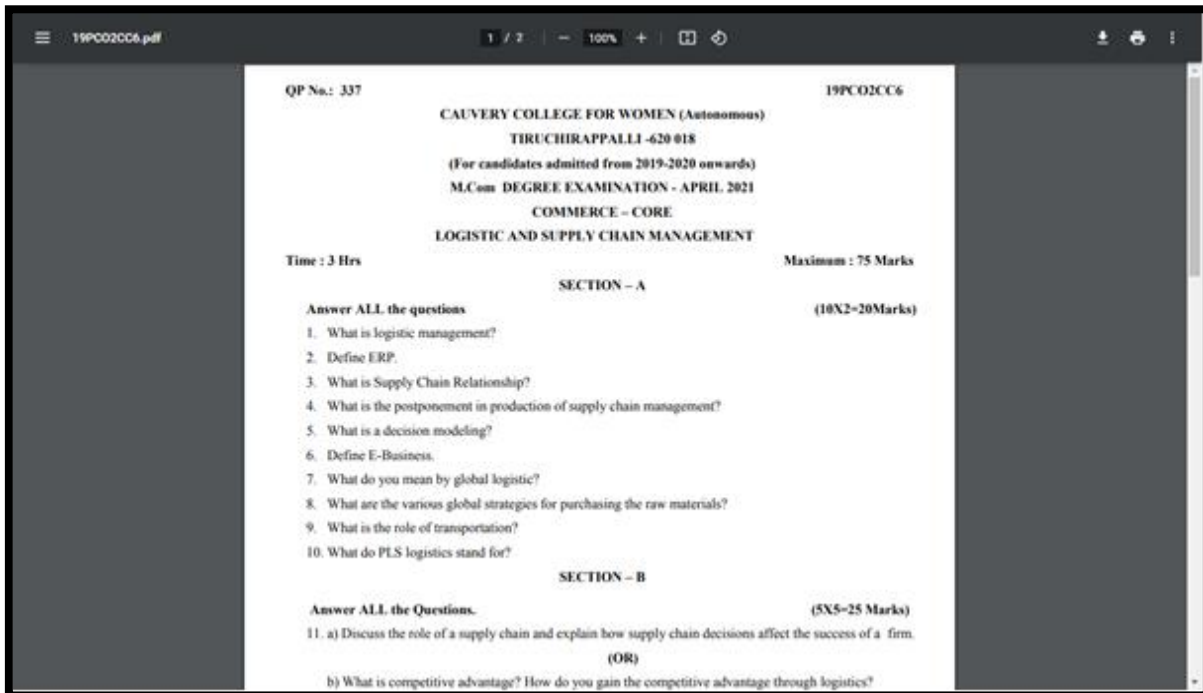 19PCO2CC6.pdf 1 / 2 100%
QP No.: 337 19PCO2CC6
CAUVERY COLLEGE FOR WOMEN (Autonomous)
TIRUCHIRAPPALLI -620 018
(For candidates admitted from 2019-2020 onwards)
M.Com DEGREE EXAMINATION - APRIL 2021
COMMERCE – CORE
LOGISTIC AND SUPPLY CHAIN MANAGEMENT
Time : 3 Hrs Maximum : 75 Marks
SECTION – A
Answer ALL the questions (10X2=20Marks)
1. What is logistic management?
2. Define ERP.
3. What is Supply Chain Relationship?
4. What is the postponement in production of supply chain management?
5. What is a decision modeling?
6. Define E-Business.
7. What do you mean by global logistic?
8. What are the various global strategies for purchasing the raw materials?
9. What is the role of transportation?
10. What do PLS logistics stand for?
SECTION – B
Answer ALL the Questions. (5X5=25 Marks)
11. a) Discuss the role of a supply chain and explain how supply chain decisions affect the success of a firm.
(OR)
b) What is competitive advantage? How do you gain the competitive advantage through logistics?